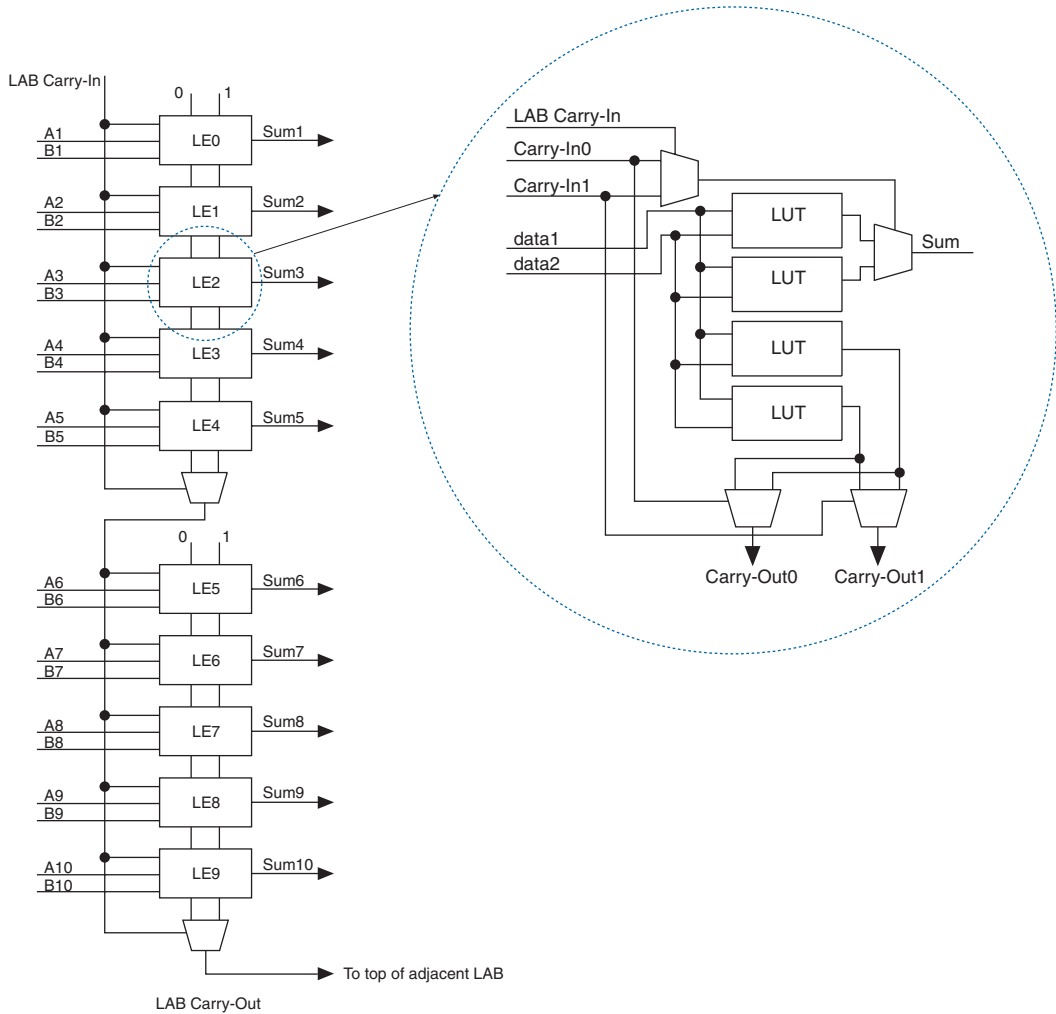 LAB Carry-In
0 1
A1
B1
LE0
Sum1
A2
B2
LE1
Sum2
A3
B3
LE2
Sum3
A4
B4
LE3
Sum4
A5
B5
LE4
Sum5
0 1
A6
B6
LE5
Sum6
A7
B7
LE6
Sum7
A8
B8
LE7
Sum8
A9
B9
LE8
Sum9
A10
B10
LE9
Sum10
To top of adjacent LAB
LAB Carry-Out
LAB Carry-In
Carry-In0
Carry-In1
data1
data2
LUT
LUT
LUT
LUT
Sum
Carry-Out0
Carry-Out1